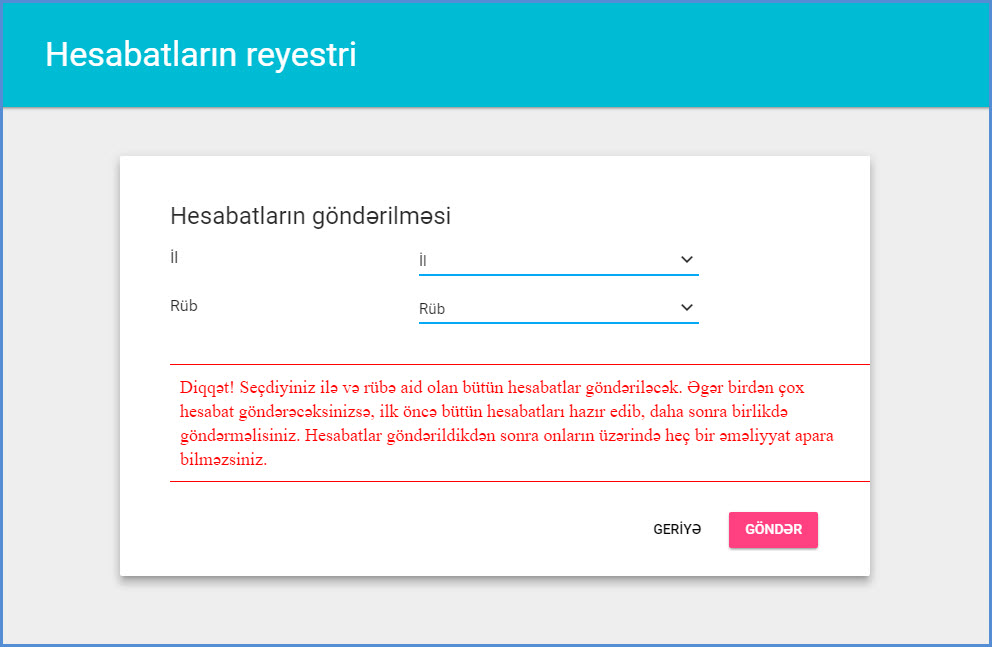 Hesabatların reyestri
Hesabatların göndərilməsi
İl İl
Rüb Rüb
Diqqət! Seçdiyiniz ilə və rübə aid olan bütün hesabatlar göndəriləcək. Əgər birdən çox
hesabat göndərəcəksinizsə, ilk öncə bütün hesabatları hazır edib, daha sonra birlikdə
göndərməlisiniz. Hesabatlar göndərildikdən sonra onların üzərində heç bir əməliyyat apara
bilməzsiniz.
GERİYƏ GÖNDƏR